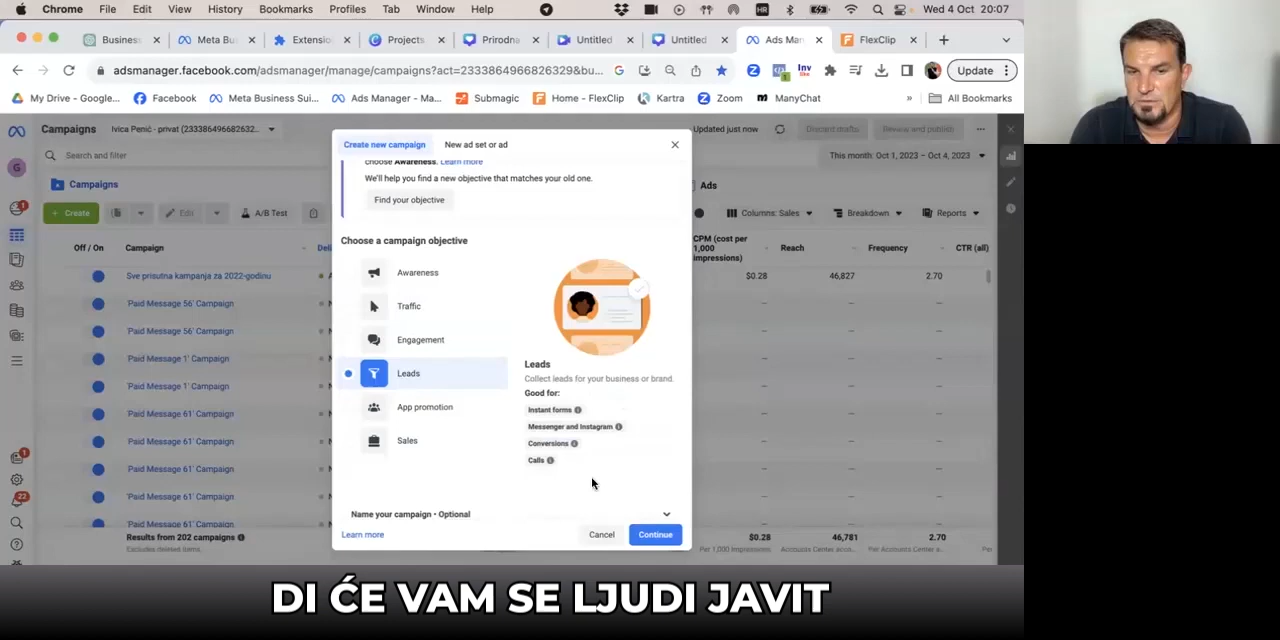 Chrome File Edit View History Bookmarks Profiles Tab Window Help HR Wed 4 Oct 20:07
Business Meta Bu: Extensio: Projects Prirodna Untitled Untitled Ads Man FlexClip
adsmanager.facebook.com/adsmanager/manage/campaigns?act=2333864966826329&bu... Inv Update
My Drive – Google... Facebook Meta Business Sui... Ads Manager - Ma... Submagic Home - FlexClip Kartra Zoom ManyChat » All Bookmarks
Campaigns Ivica Penić - privat (233386496682632... Updated just now Discard drafts Review and publish
Search and filter This month: Oct 1, 2023 – Oct 4, 2023
Campaigns Ads
+ Create Edit A/B Test Columns: Sales Breakdown Reports
Off / On Campaign Deli CPM (cost per 1,000 impressions) Reach Frequency CTR (all)
Sve prisutna kampanja za 2022-godinu $0.28 46,827 2.70
'Paid Message 56' Campaign
'Paid Message 56' Campaign
'Paid Message 1' Campaign
'Paid Message 1' Campaign
'Paid Message 61' Campaign
'Paid Message 61' Campaign
'Paid Message 61' Campaign
'Paid Message 61' Campaign
'Paid Message 61' Campaign
Results from 202 campaigns $0.28 46,781 2.70
Excludes deleted items. Per 1,000 Impressions Accounts Center acco... Per Accounts Center a...
Create new campaign New ad set or ad
choose Awareness. Learn more
We'll help you find a new objective that matches your old one.
Find your objective
Choose a campaign objective
Awareness
Traffic
Engagement
Leads
App promotion
Sales
Leads
Collect leads for your business or brand.
Good for:
Instant forms
Messenger and Instagram
Conversions
Calls
Name your campaign • Optional
Learn more Cancel Continue
DI ĆE VAM SE LJUDI JAVIT